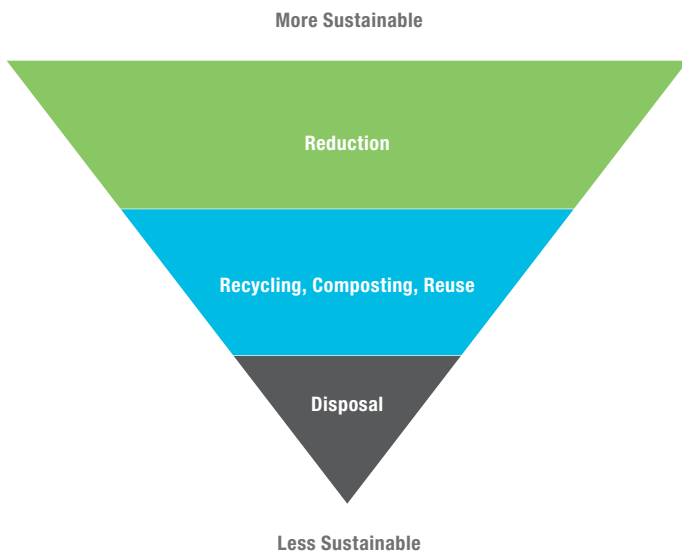 More Sustainable
Reduction
Recycling, Composting, Reuse
Disposal
Less Sustainable